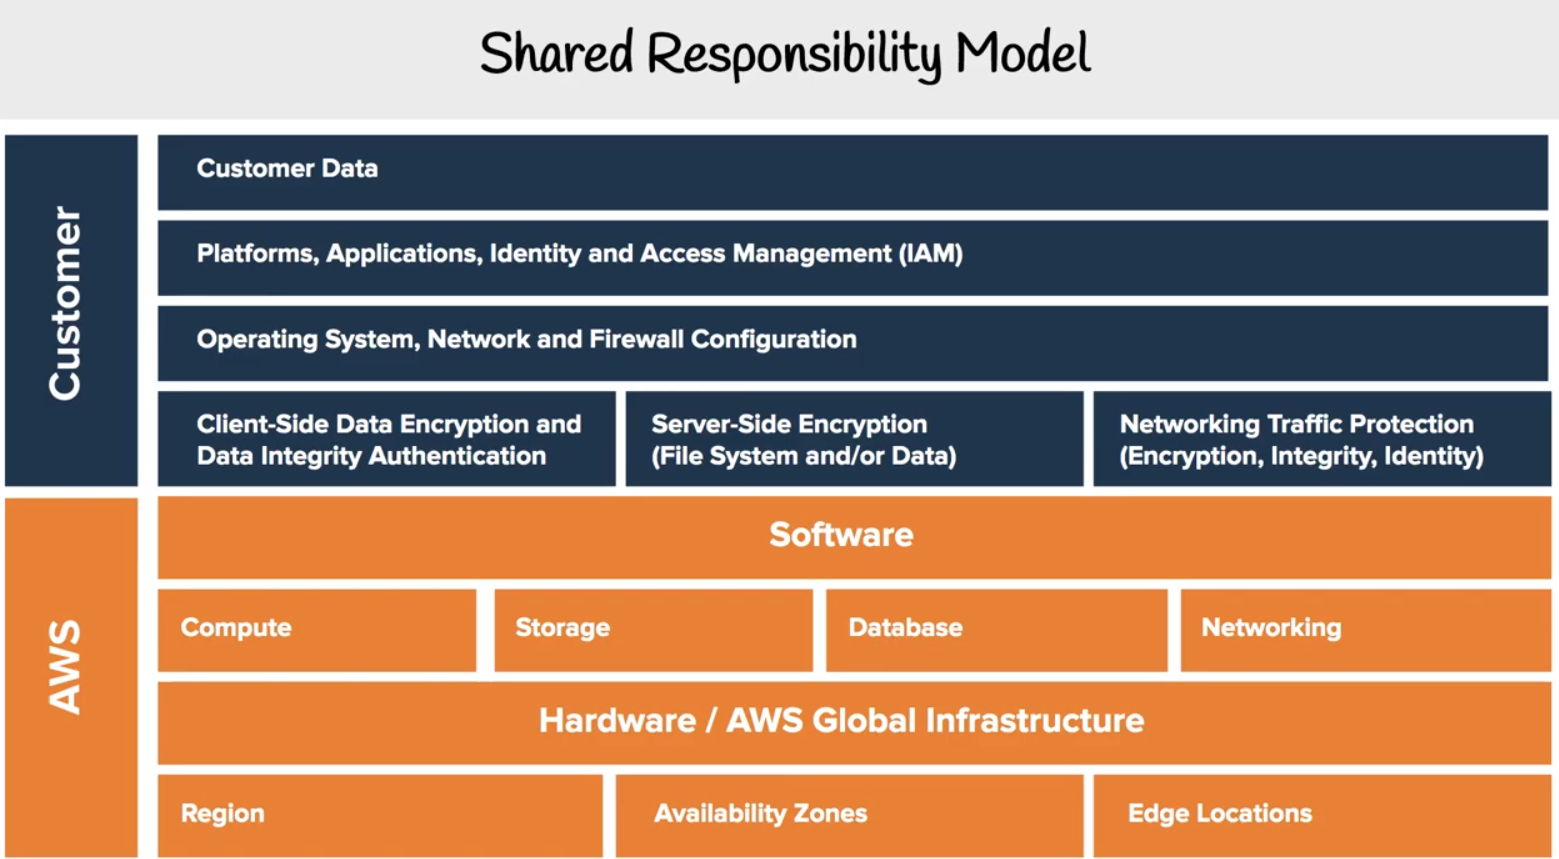 Shared Responsibility Model
Customer
Customer Data
Platforms, Applications, Identity and Access Management (IAM)
Operating System, Network and Firewall Configuration
Client-Side Data Encryption and
Data Integrity Authentication
Server-Side Encryption
(File System and/or Data)
Networking Traffic Protection
(Encryption, Integrity, Identity)
AWS
Software
Compute
Storage
Database
Networking
Hardware / AWS Global Infrastructure
Region
Availability Zones
Edge Locations